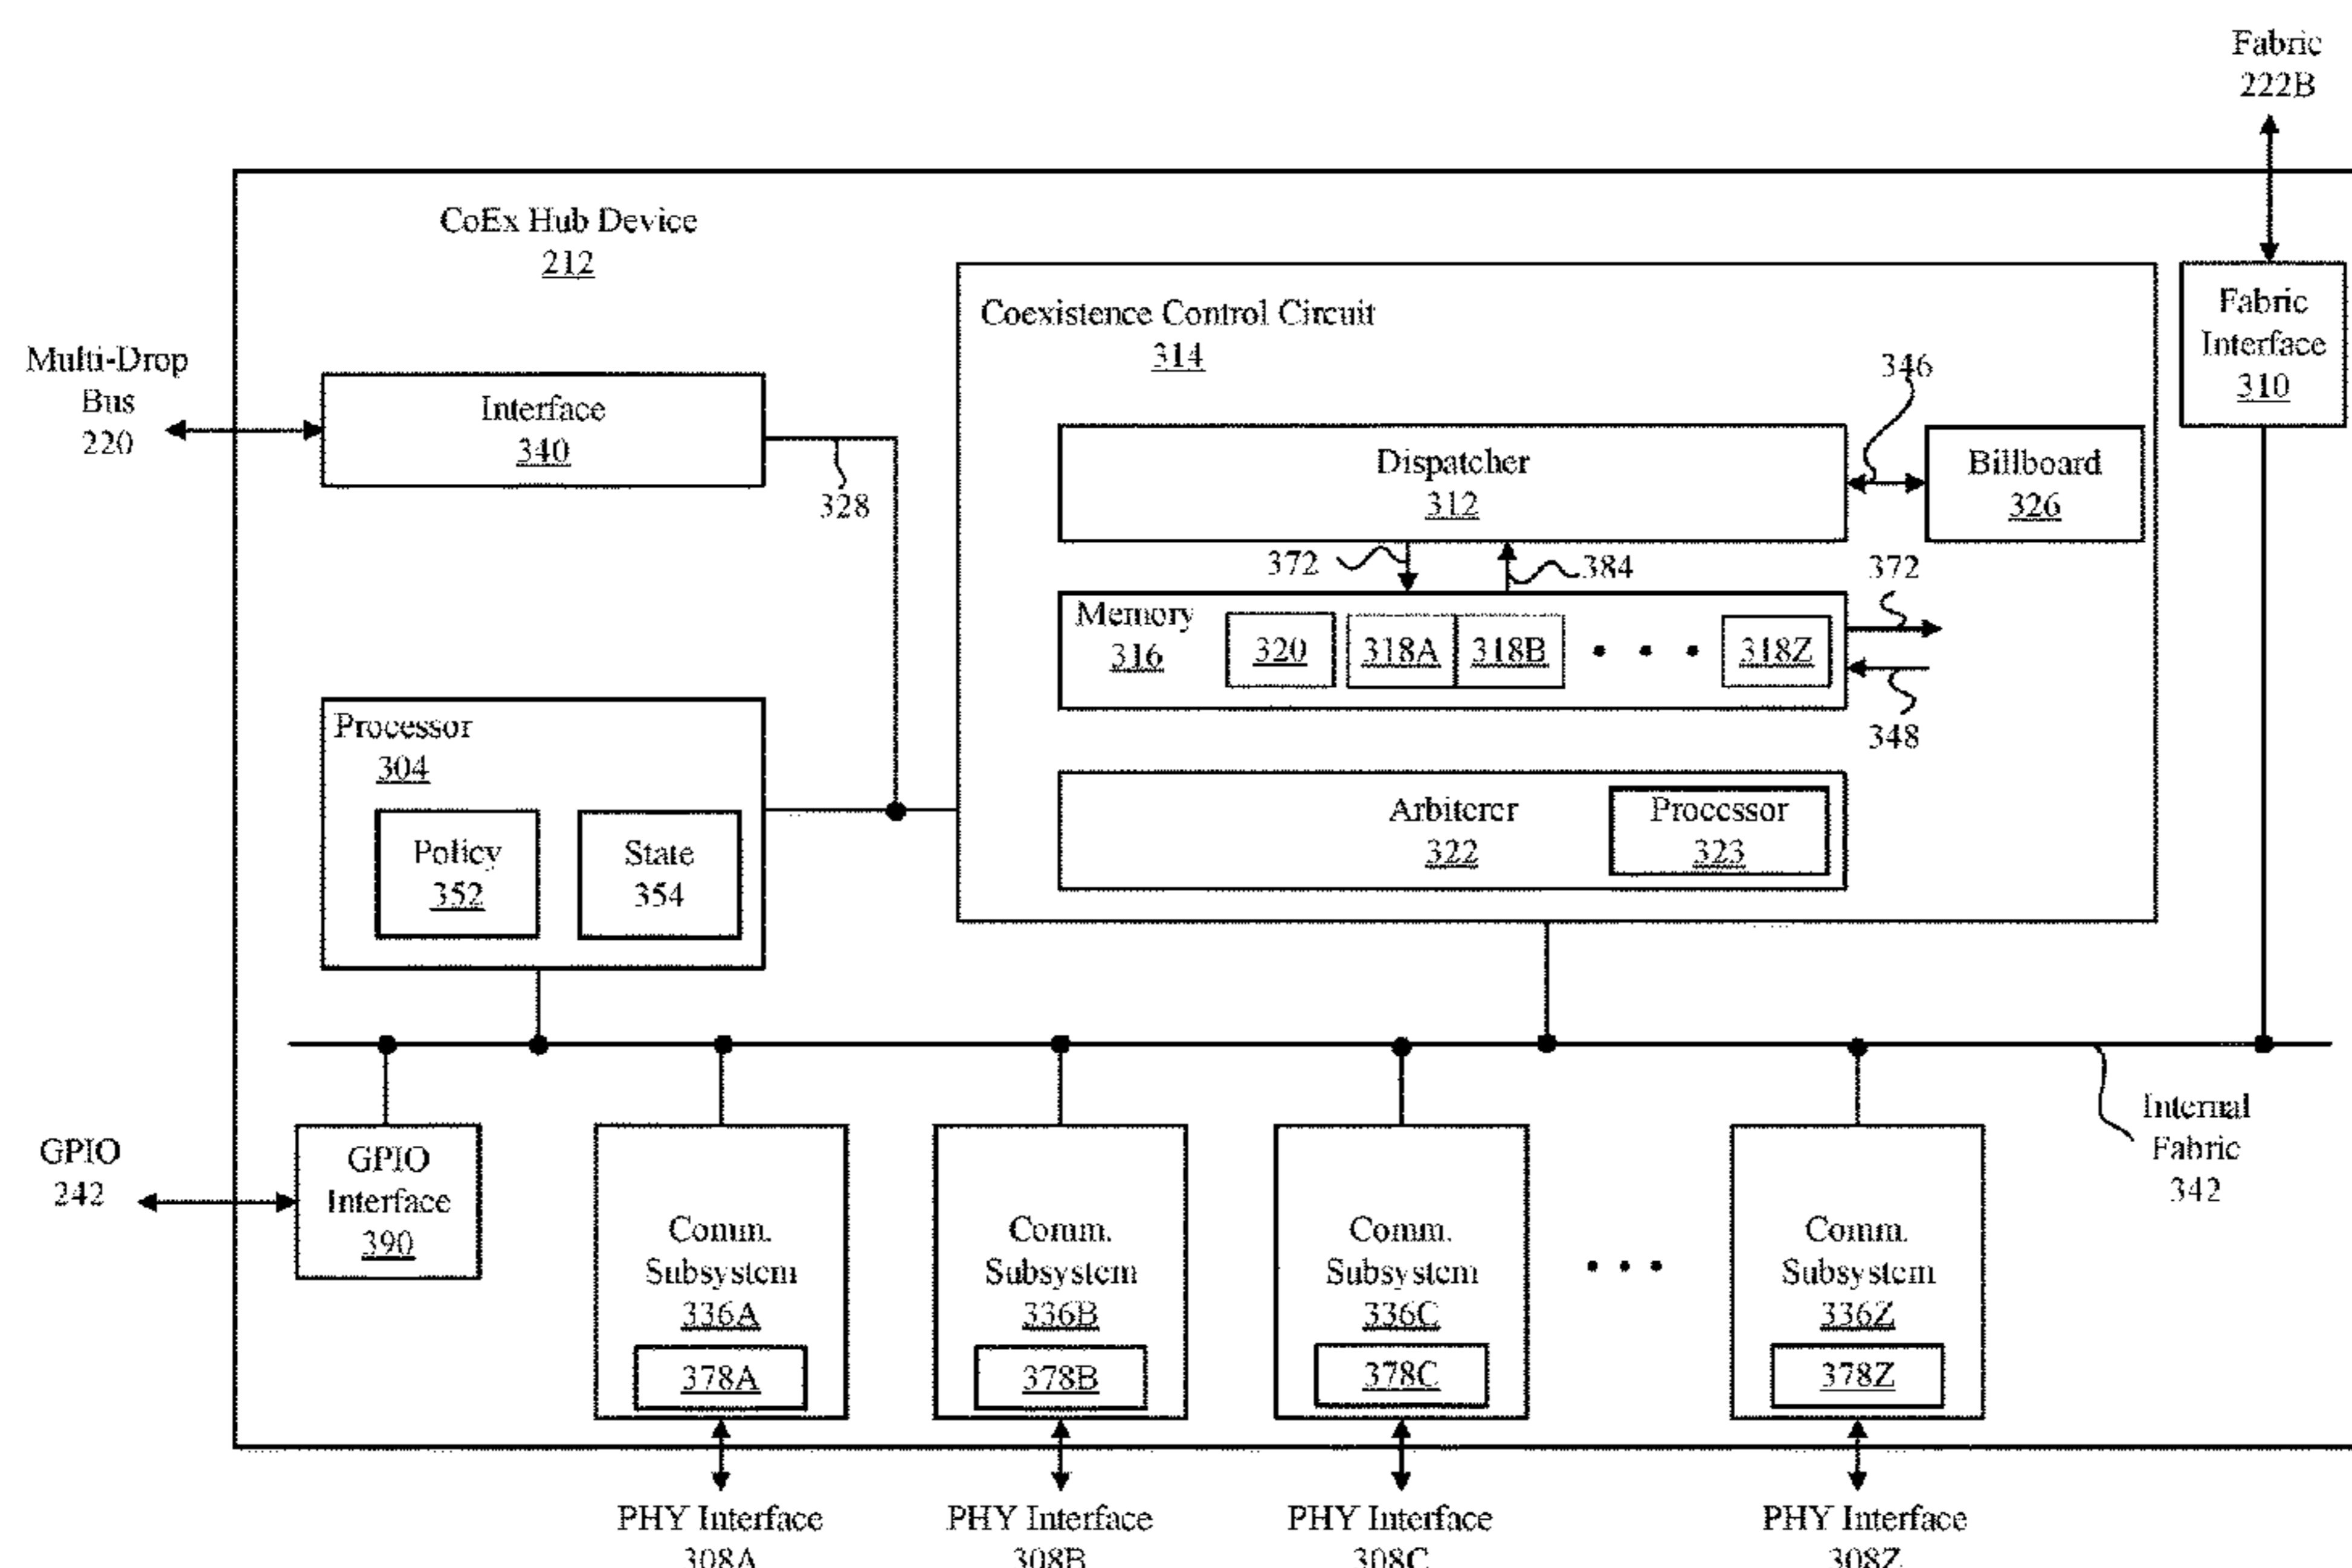 Fabric
222B
CoEx Hub Device
212
Coexistence Control Circuit
314
Fabric
Interface
310
Multi-Drop
Bus
220
Interface
340
328
346
Dispatcher
312
Billboard
326
372
384
372
Memory
316
320
318A
318B
318Z
348
Processor
304
Policy
352
State
354
Arbiterer
322
Processor
323
Internal
Fabric
342
GPIO
242
GPIO
Interface
390
Comm.
Subsystem
336A
378A
Comm.
Subsystem
336B
378B
Comm.
Subsystem
336C
378C
Comm.
Subsystem
336Z
378Z
PHY Interface
308A
PHY Interface
308B
PHY Interface
308C
PHY Interface
308Z